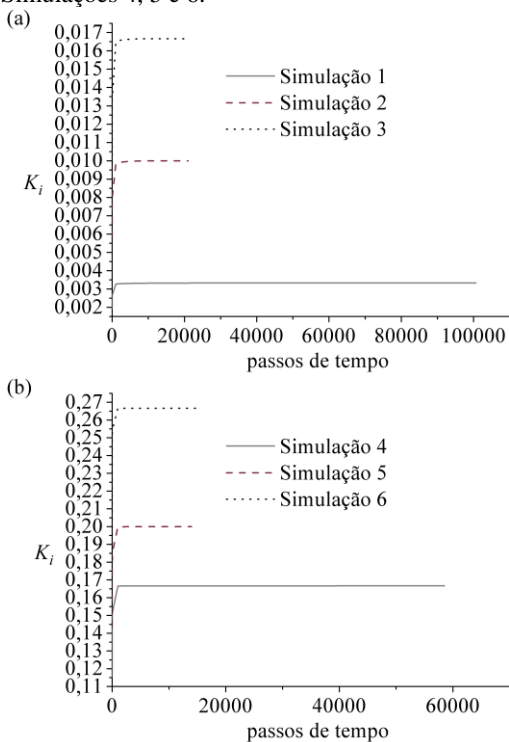 Simulações 4, 5 e 6.
(a)
0,017
0,016
0,015
0,014
0,013
0,012
0,011
0,010
0,009
0,008
0,007
0,006
0,005
0,004
0,003
0,002
K_i
Simulação 1
Simulação 2
Simulação 3
0 20000 40000 60000 80000 100000
passos de tempo
(b)
0,27
0,26
0,25
0,24
0,23
0,22
0,21
0,20
0,19
0,18
0,17
0,16
0,15
0,14
0,13
0,12
0,11
K_i
Simulação 4
Simulação 5
Simulação 6
0 20000 40000 60000
passos de tempo